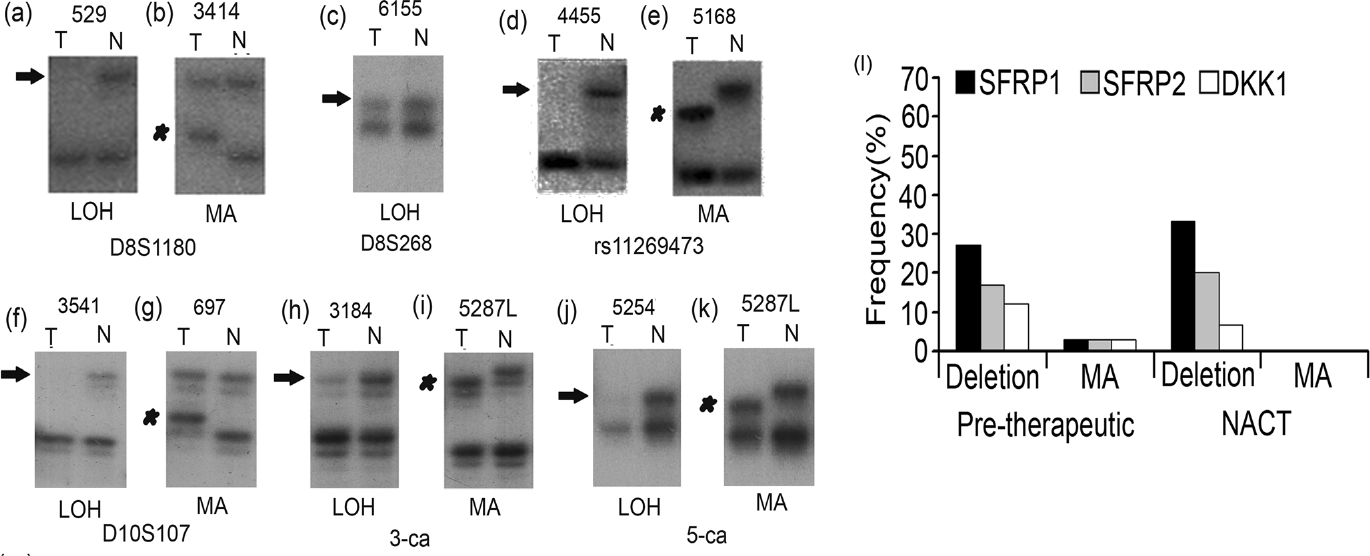 (a) 529 (b) 3414 (c) 6155 (d) 4455 (e) 5168
T N T N T N T N T N
LOH MA LOH LOH MA
D8S1180 D8S268 rs11269473
(f) 3541 (g) 697 (h) 3184 (i) 5287L (j) 5254 (k) 5287L
T N T N T N T N T N T N
LOH MA LOH MA LOH MA
D10S107 3-ca 5-ca
(l)
SFRP1 SFRP2 DKK1
Frequency(%)
70
60
50
40
30
20
10
0
Deletion MA Deletion MA
Pre-therapeutic NACT